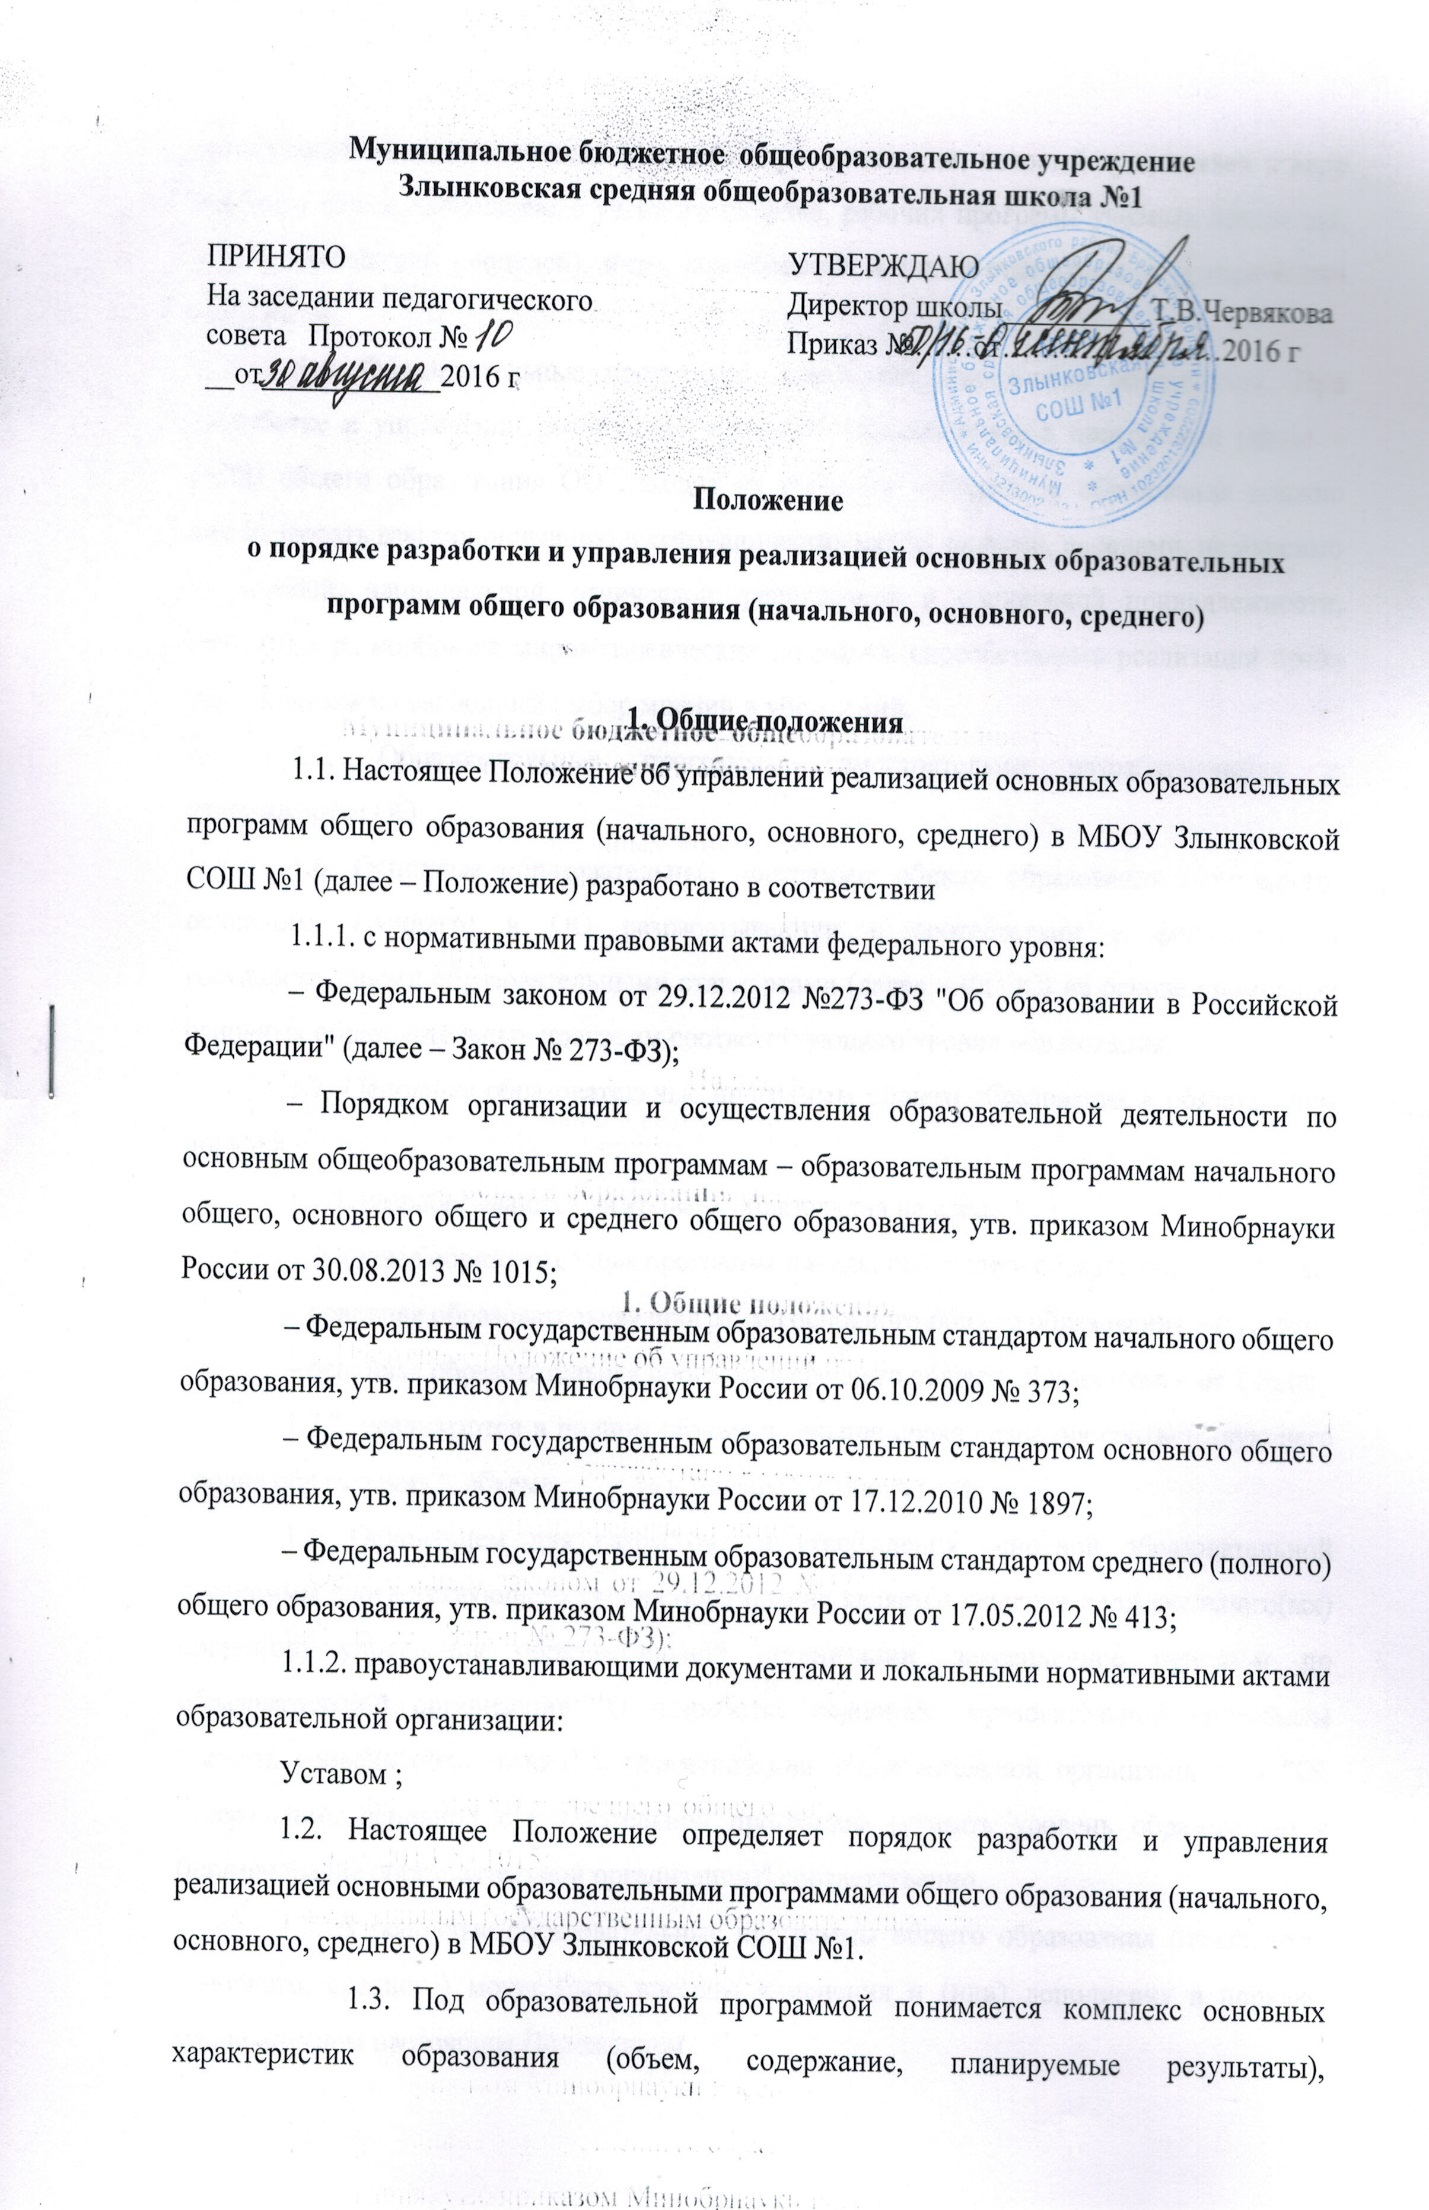 Муниципальное бюджетное общеобразовательное учреждение
Злынковская средняя общеобразовательная школа №1
ПРИНЯТО
На заседании педагогического
совета Протокол № 10
__от 30 августа 2016 г
УТВЕРЖДАЮ
Директор школы Т.В.Червякова
Приказ № от сентября 2016 г
Злынковская
СОШ №1
Положение
о порядке разработки и управления реализацией основных образовательных
программ общего образования (начального, основного, среднего)
1. Общие положения
1.1. Настоящее Положение об управлений реализацией основных образовательных
программ общего образования (начального, основного, среднего) в МБОУ Злынковской
СОШ №1 (далее – Положение) разработано в соответствии
1.1.1. с нормативными правовыми актами федерального уровня:
– Федеральным законом от 29.12.2012 №273-ФЗ "Об образовании в Российской
Федерации" (далее – Закон № 273-ФЗ);
– Порядком организации и осуществления образовательной деятельности по
основным общеобразовательным программам – образовательным программам начального
общего, основного общего и среднего общего образования, утв. приказом Минобрнауки
России от 30.08.2013 № 1015;
– Федеральным государственным образовательным стандартом начального общего
образования, утв. приказом Минобрнауки России от 06.10.2009 № 373;
– Федеральным государственным образовательным стандартом основного общего
образования, утв. приказом Минобрнауки России от 17.12.2010 № 1897;
– Федеральным государственным образовательным стандартом среднего (полного)
общего образования, утв. приказом Минобрнауки России от 17.05.2012 № 413;
1.1.2. правоустанавливающими документами и локальными нормативными актами
образовательной организации:
Уставом ;
1.2. Настоящее Положение определяет порядок разработки и управления
реализацией основными образовательными программами общего образования (начального,
основного, среднего) в МБОУ Злынковской СОШ №1.
1.3. Под образовательной программой понимается комплекс основных
характеристик образования (объем, содержание, планируемые результаты),